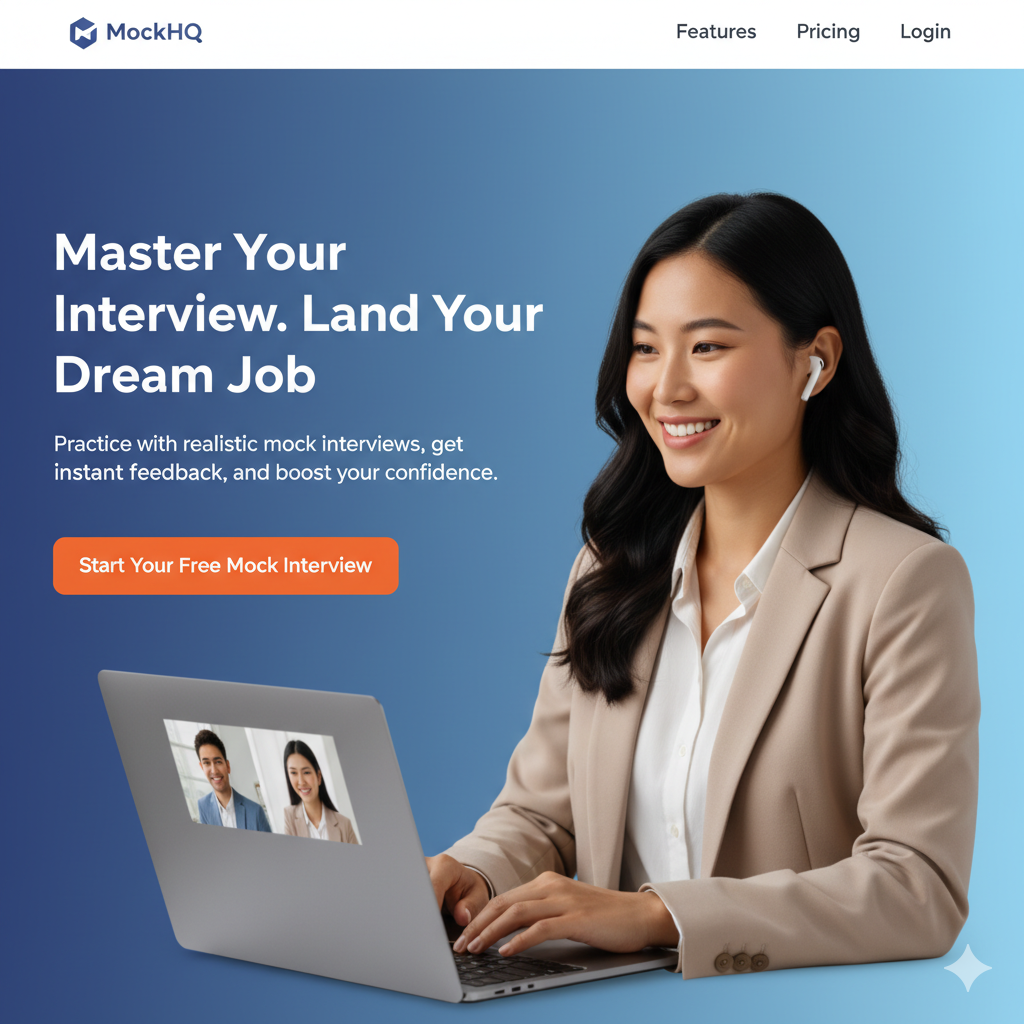 MockHQ
Features
Pricing
Login
Master Your
Interview. Land Your
Dream Job
Practice with realistic mock interviews, get
instant feedback, and boost your confidence.
Start Your Free Mock Interview